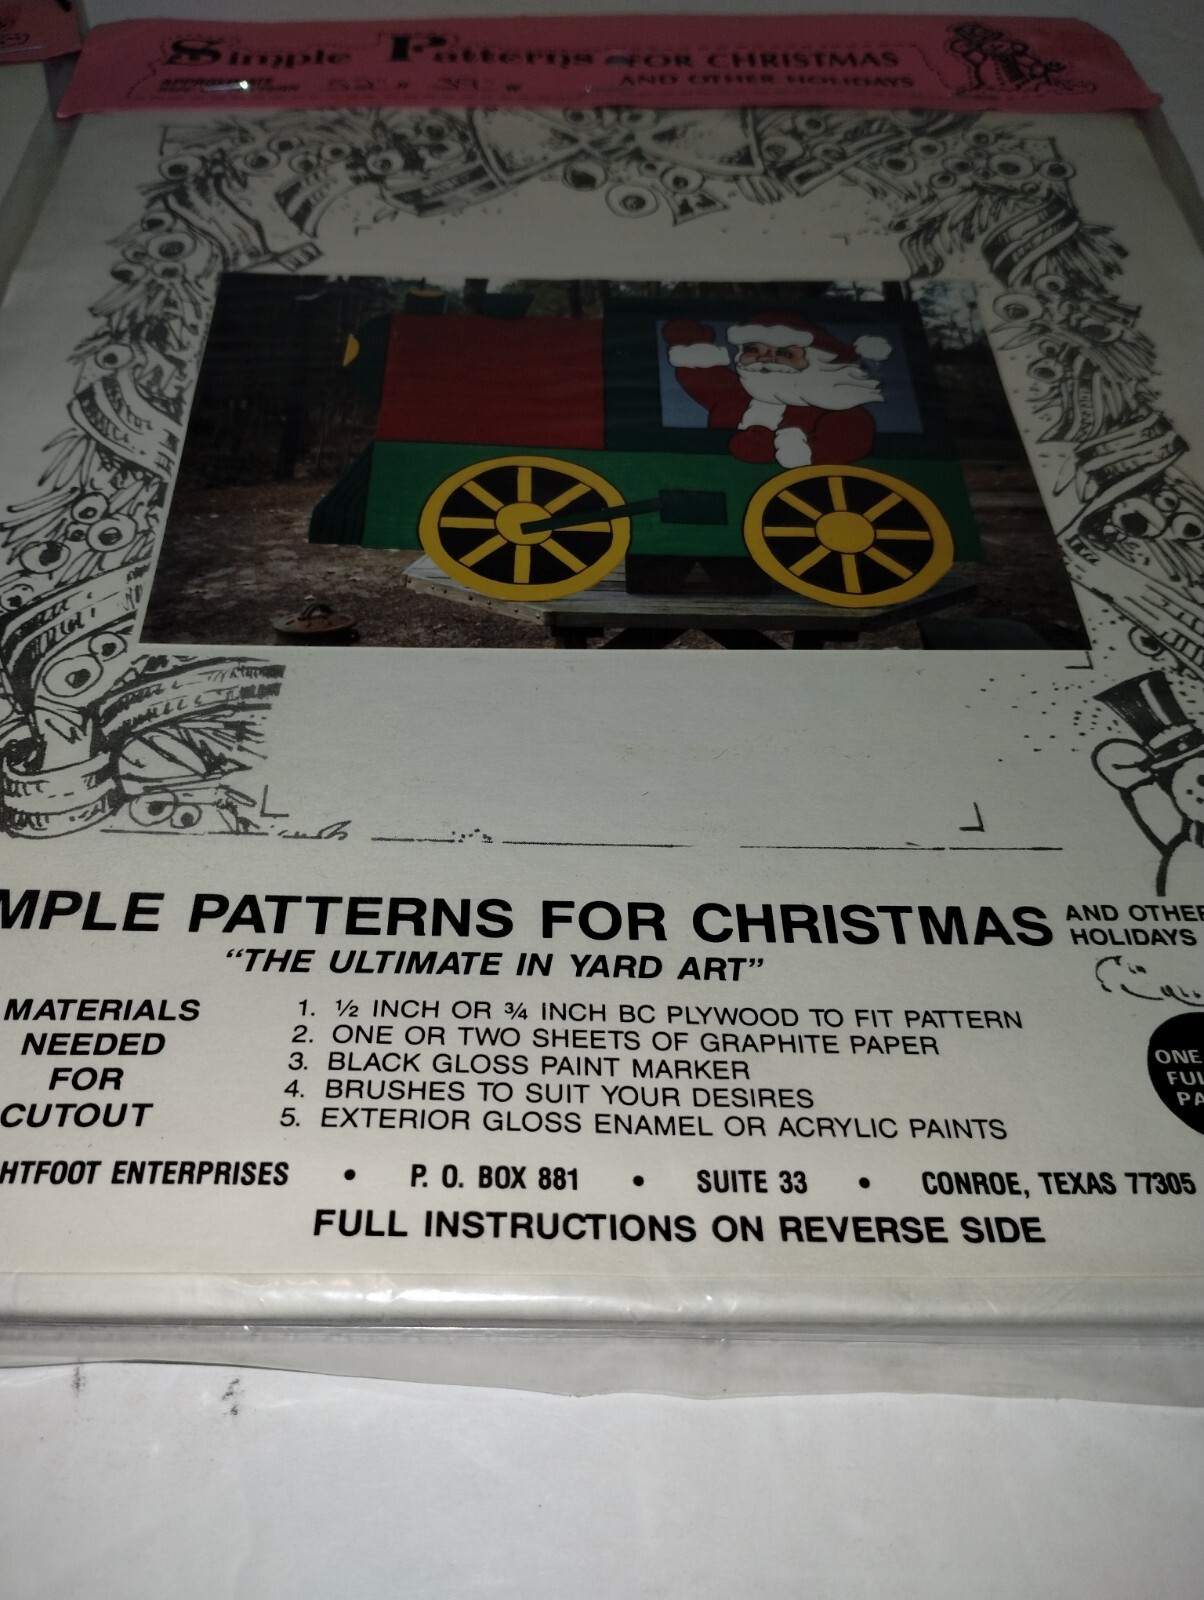 Simple Patterns FOR CHRISTMAS
AND OTHER HOLIDAYS
APPROXIMATE
H W
MPLE PATTERNS FOR CHRISTMAS AND OTHER
HOLIDAYS
“THE ULTIMATE IN YARD ART”
MATERIALS
NEEDED
FOR
CUTOUT
1. ½ INCH OR ¾ INCH BC PLYWOOD TO FIT PATTERN
2. ONE OR TWO SHEETS OF GRAPHITE PAPER
3. BLACK GLOSS PAINT MARKER
4. BRUSHES TO SUIT YOUR DESIRES
5. EXTERIOR GLOSS ENAMEL OR ACRYLIC PAINTS
ONE
FUL
PA
HTFOOT ENTERPRISES • P. O. BOX 881 • SUITE 33 • CONROE, TEXAS 77305
FULL INSTRUCTIONS ON REVERSE SIDE